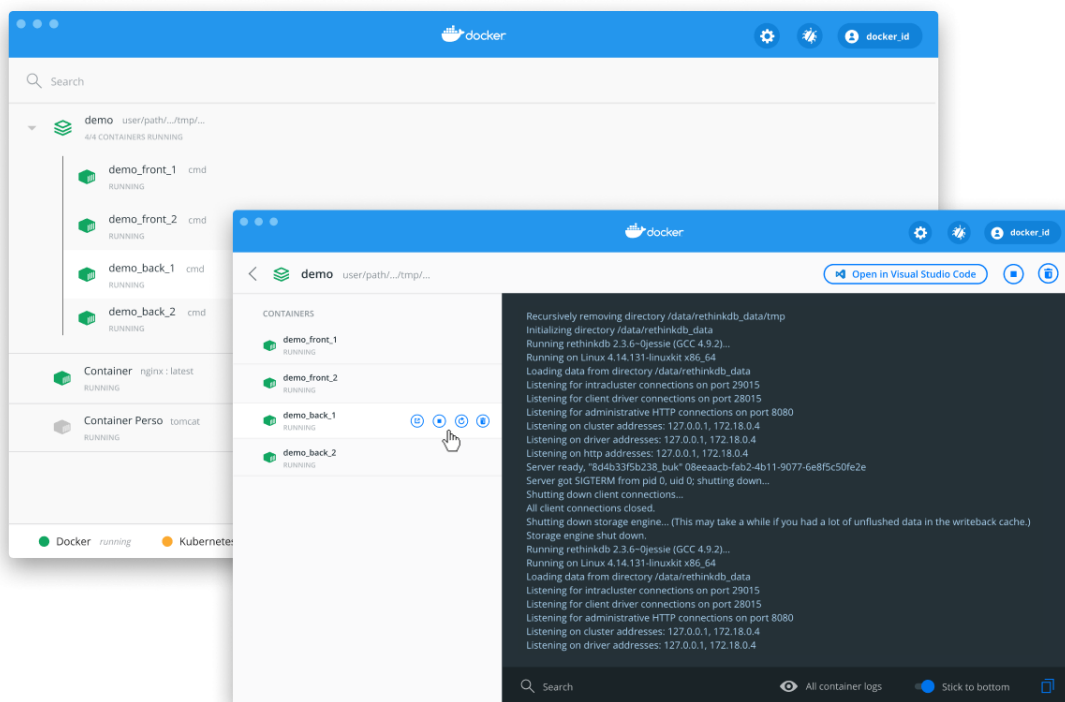 docker
docker_id
Search
demo user/path/.../tmp/...
4/4 CONTAINERS RUNNING
demo_front_1 cmd
RUNNING
demo_front_2 cmd
RUNNING
demo_back_1 cmd
RUNNING
demo_back_2 cmd
RUNNING
Container nginx : latest
RUNNING
Container Perso tomcat
RUNNING
Docker running
Kubernetes
docker
docker_id
demo user/path/.../tmp/...
Open in Visual Studio Code
CONTAINERS
demo_front_1
RUNNING
demo_front_2
RUNNING
demo_back_1
RUNNING
demo_back_2
RUNNING
Recursively removing directory /data/rethinkdb_data/tmp
Initializing directory /data/rethinkdb_data
Running rethinkdb 2.3.6~0jessie (GCC 4.9.2)...
Running on Linux 4.14.131-linuxkit x86_64
Loading data from directory /data/rethinkdb_data
Listening for intracluster connections on port 29015
Listening for client driver connections on port 28015
Listening for administrative HTTP connections on port 8080
Listening on cluster addresses: 127.0.0.1, 172.18.0.4
Listening on driver addresses: 127.0.0.1, 172.18.0.4
Listening on http addresses: 127.0.0.1, 172.18.0.4
Server ready, "8d4b33f5b238_buk" 08eeaacb-fab2-4b11-9077-6e8f5c50fe2e
Server got SIGTERM from pid 0, uid 0; shutting down...
Shutting down client connections...
All client connections closed.
Shutting down storage engine... (This may take a while if you had a lot of unflushed data in the writeback cache.)
Storage engine shut down.
Running rethinkdb 2.3.6~0jessie (GCC 4.9.2)...
Running on Linux 4.14.131-linuxkit x86_64
Loading data from directory /data/rethinkdb_data
Listening for intracluster connections on port 29015
Listening for client driver connections on port 28015
Listening for administrative HTTP connections on port 8080
Listening on cluster addresses: 127.0.0.1, 172.18.0.4
Listening on driver addresses: 127.0.0.1, 172.18.0.4
Search
All container logs
Stick to bottom